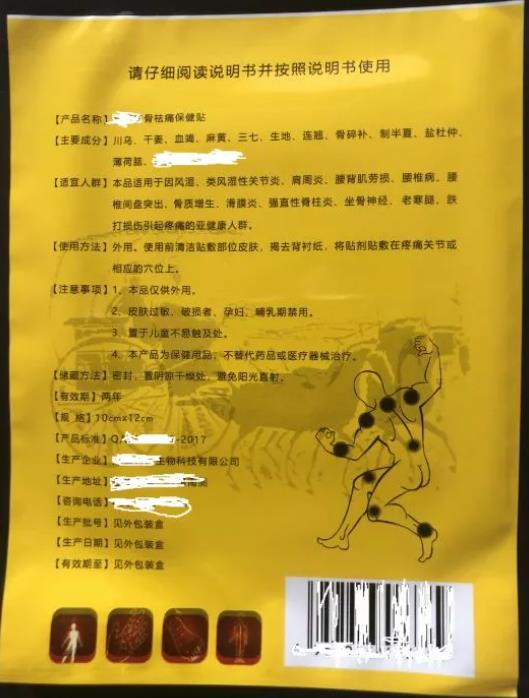 请仔细阅读说明书并按照说明书使用
【产品名称】骨祛痛保健贴
【主要成分】川乌、干姜、血竭、麻黄、三七、生地、连翘、骨碎补、制半夏、盐杜仲、
薄荷脑、
【适宜人群】本品适用于因风湿、类风湿性关节炎、肩周炎、腰背肌劳损、腰椎病、腰
椎间盘突出、骨质增生、滑膜炎、强直性脊柱炎、坐骨神经、老寒腿、跌
打损伤引起疼痛的亚健康人群。
【使用方法】外用。使用前清洁贴敷部位皮肤，揭去背衬纸，将贴剂贴敷在疼痛关节或
相应的穴位上。
【注意事项】1、本品仅供外用。
2、皮肤过敏、破损者、孕妇、哺乳期禁用。
3、置于儿童不易触及处。
4、本产品为保健用品，不替代药品或医疗器械治疗。
【储藏方法】密封，置阴凉干燥处，避免阳光直射。
【有效期】两年
【规 格】10cmx12cm
【产品标准】Q/-2017
【生产企业】生物科技有限公司
【生产地址】
【咨询电话】
【生产批号】见外包装盒
【生产日期】见外包装盒
【有效期至】见外包装盒